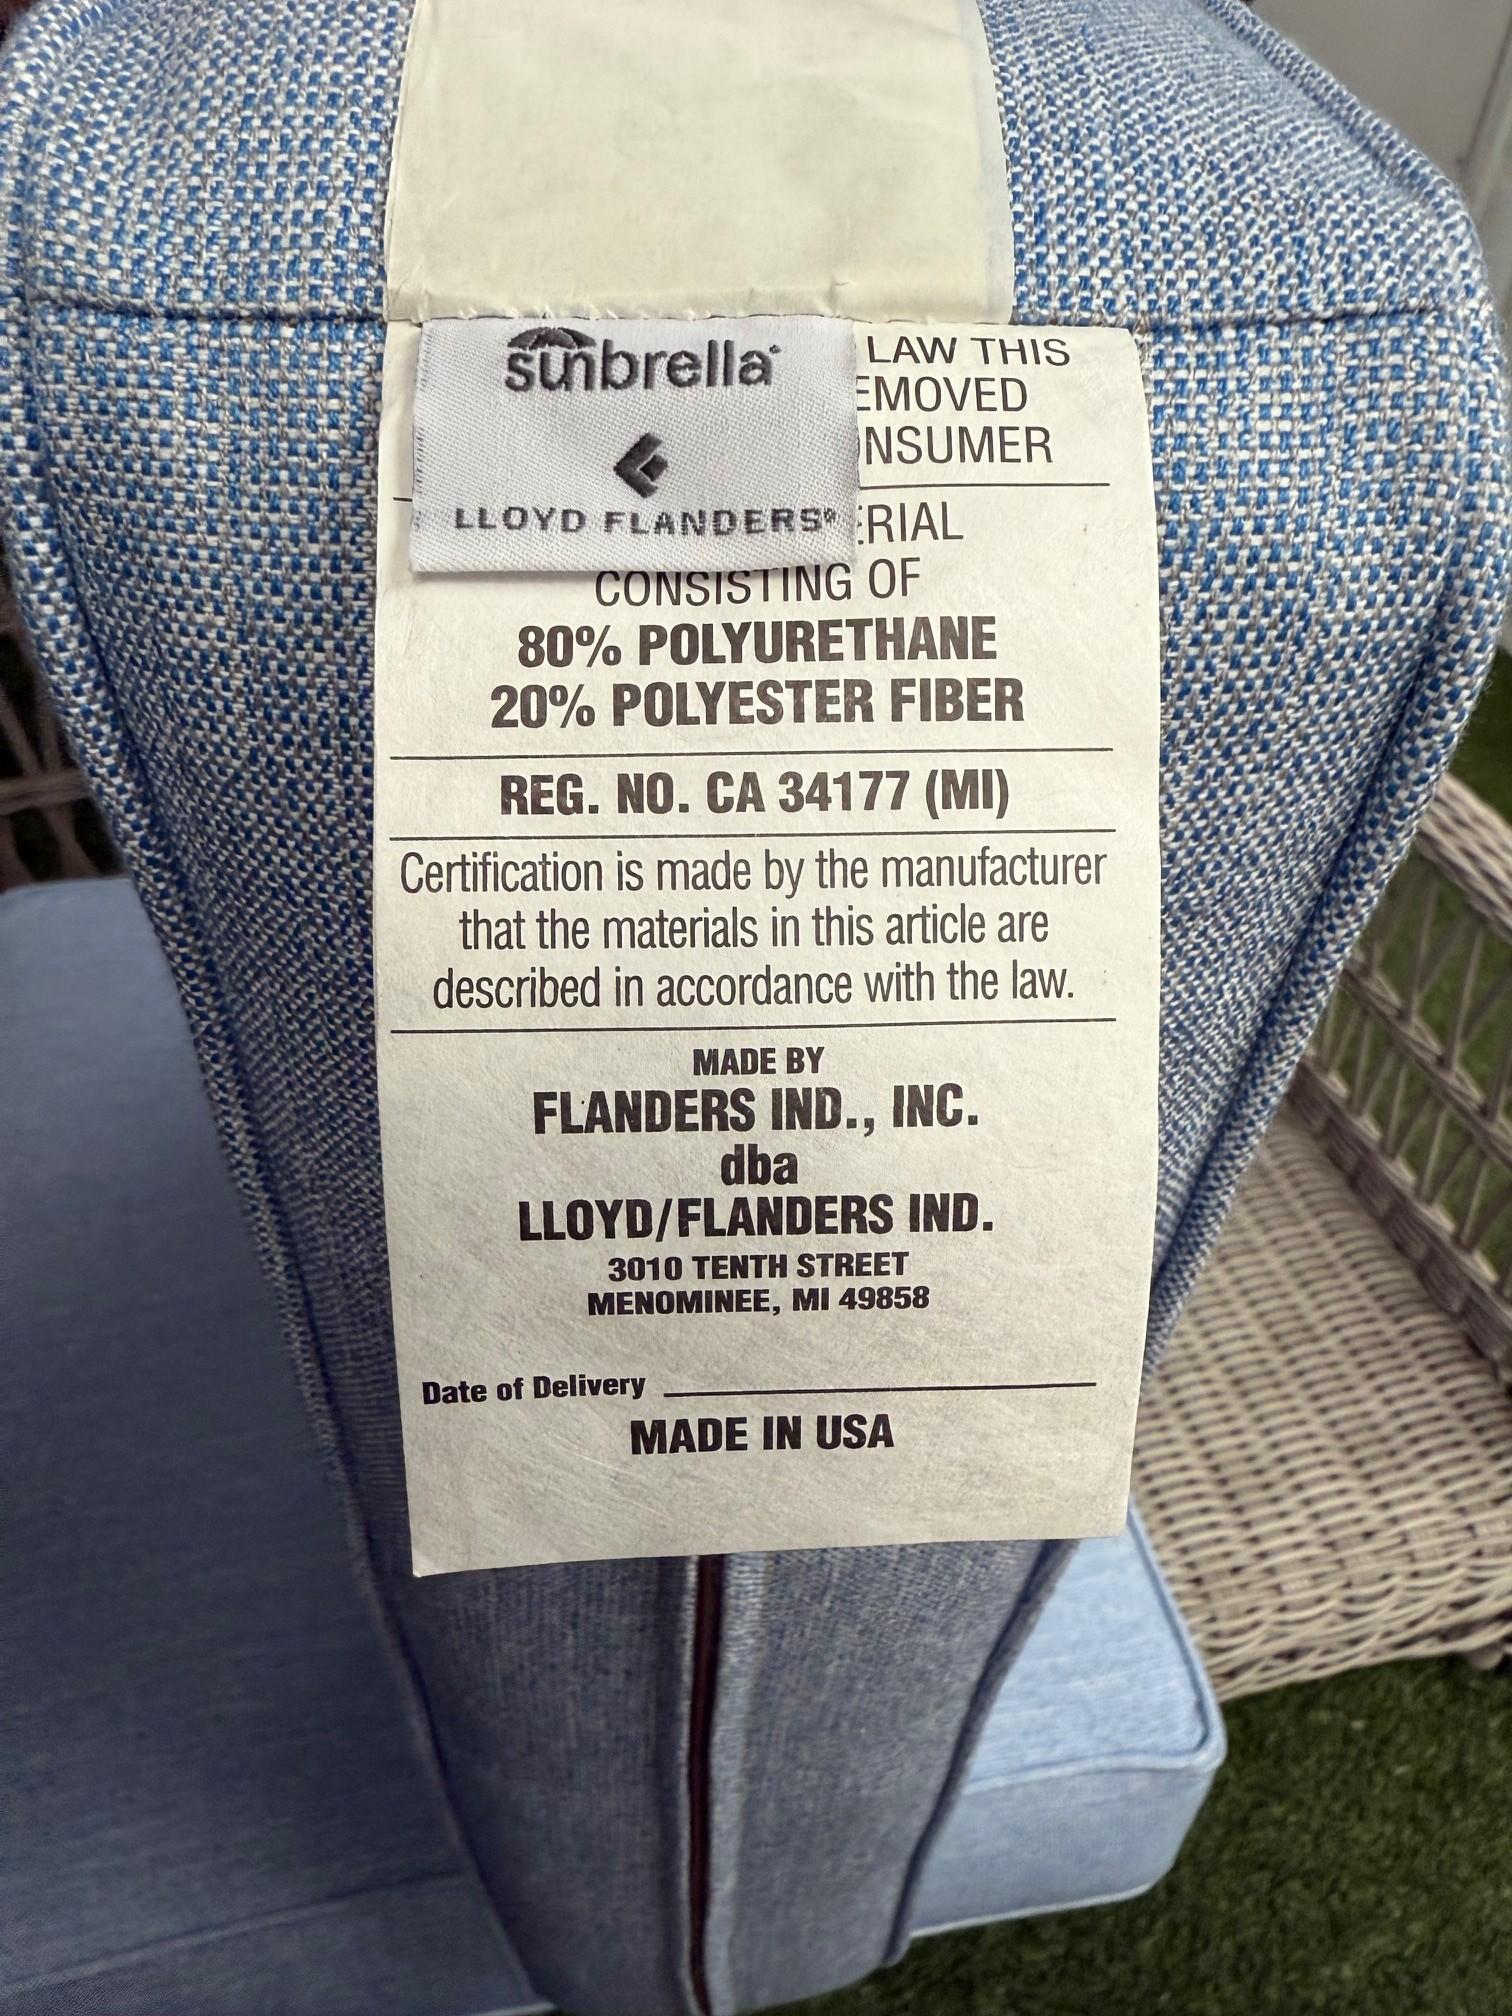 sunbrella®
LLOYD FLANDERS®
LAW THIS
EMOVED
NSUMER
ERIAL
CONSISTING OF
80% POLYURETHANE
20% POLYESTER FIBER
REG. NO. CA 34177 (MI)
Certification is made by the manufacturer
that the materials in this article are
described in accordance with the law.
MADE BY
FLANDERS IND., INC.
dba
LLOYD/FLANDERS IND.
3010 TENTH STREET
MENOMINEE, MI 49858
Date of Delivery
MADE IN USA